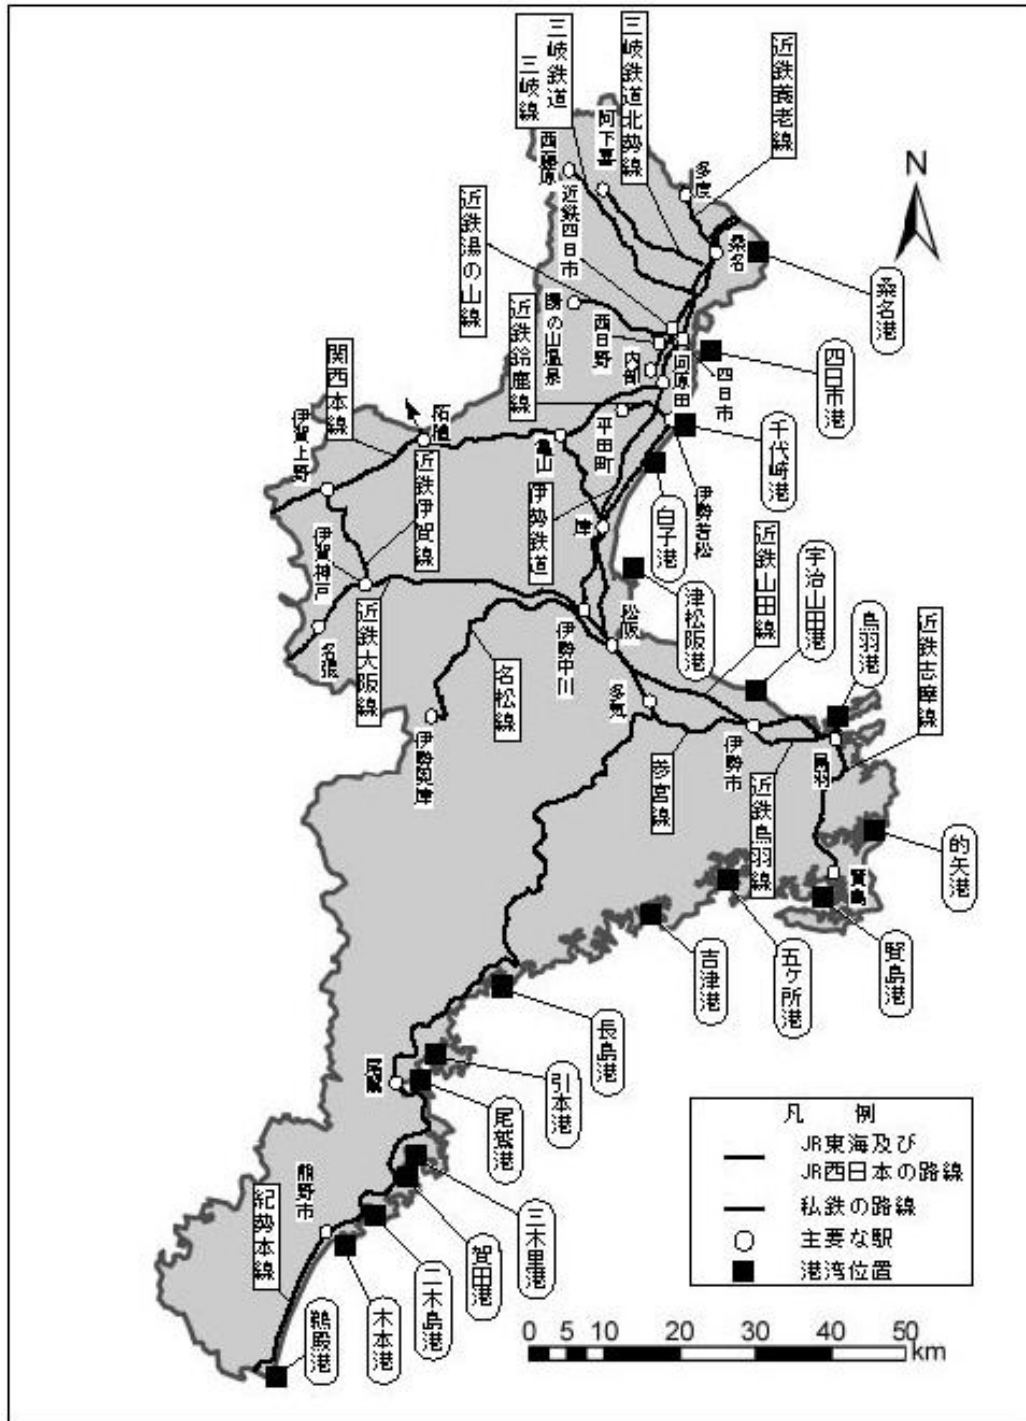 三岐鉄道
三岐線
三岐鉄道北勢線
近鉄養老線
阿下喜
西藤原
多度
N
近鉄四日市
近鉄湯の山線
桑名
桑名港
湯の山温泉
西日野
近鉄鈴鹿線
内部
河原田
四日市
四日市港
関西本線
伊賀上野
柘植
亀山
平田町
千代崎港
近鉄伊賀線
伊勢鉄道
白子港
伊勢若松
伊賀神戸
津松阪港
近鉄山田線
宇治山田港
鳥羽港
近鉄志摩線
名張
近鉄大阪線
名松線
伊勢中川
松阪
多気
伊勢奥津
参宮線
伊勢市
近鉄鳥羽線
鳥羽
的矢港
賢島
吉津港
五ヶ所港
賢島港
長島港
引本港
尾鷲
尾鷲港
三木里港
賀田港
二木島港
熊野市
紀勢本線
木本港
鵜殿港
凡 例
JR東海及び
JR西日本の路線
私鉄の路線
主要な駅
港湾位置
0 5 10 20 30 40 50
km